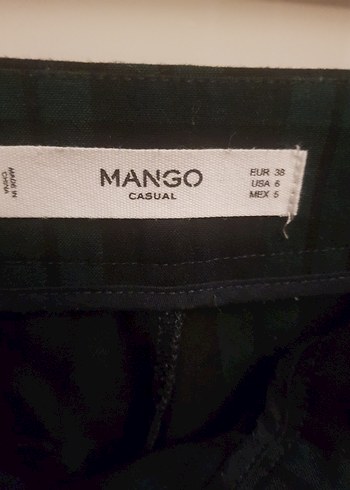 MADE IN
CHINA
MANGO
CASUAL
EUR 38
USA 6
MEX 5